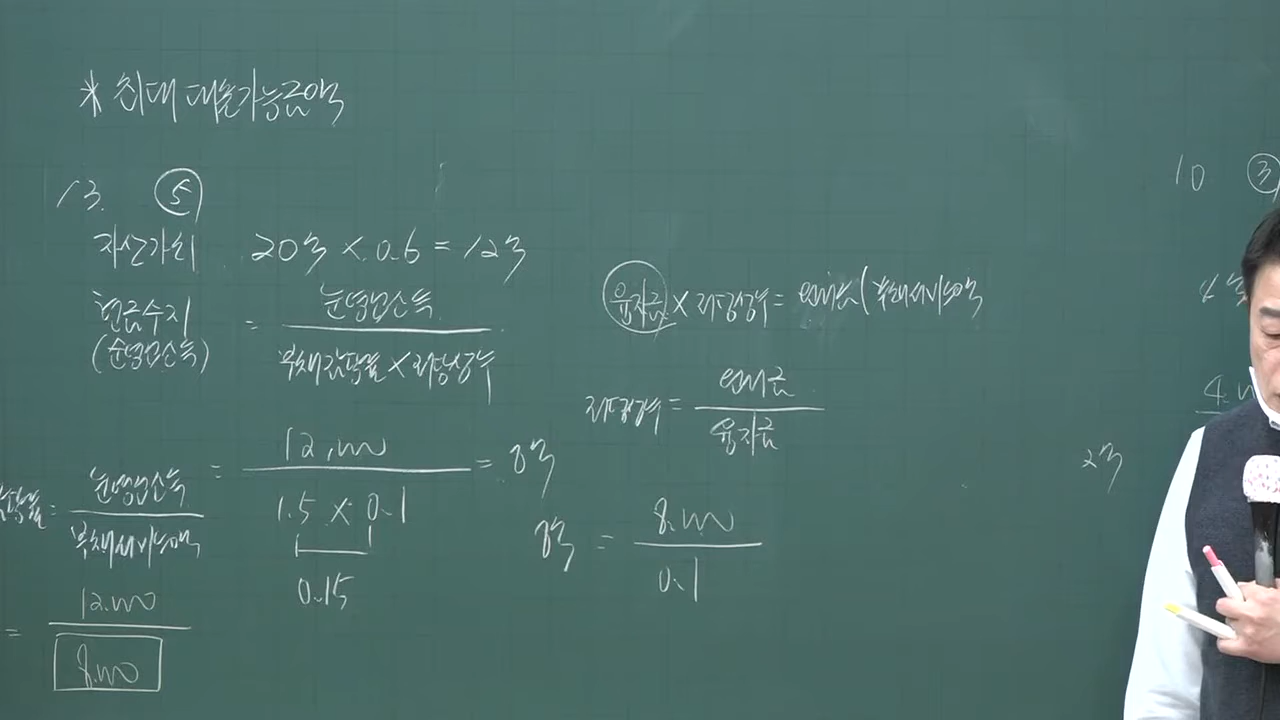 * 최대 대출가능금액
13. ⑤
자산가치 20억 × 0.6 = 12억
현금수지
(순영업소득)
= 순영업소득
부채감당률 × 저당상수
= 12,000
1.5 × 0.1
= 8억
0.15
감당률 = 순영업소득
부채서비스액
= 12,000
8,000
융자금 × 저당상수 = 원리금 (부채서비스액
저당상수 = 원리금
융자금
8억 = 8,000
0.1
10 ③
4,
2억